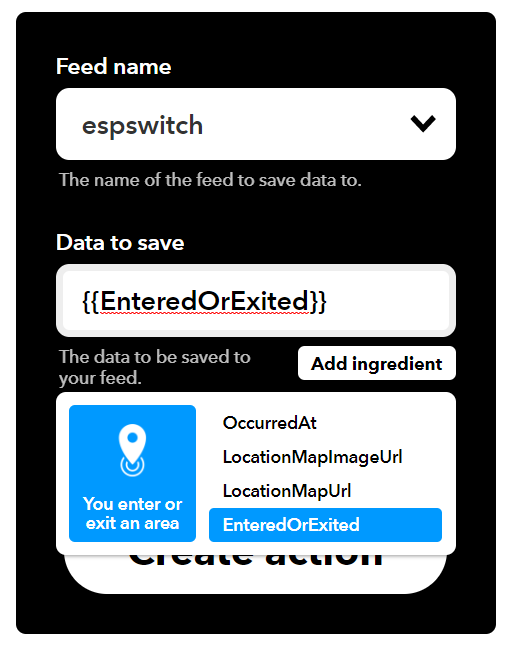 Feed name
espswitch
The name of the feed to save data to.
Data to save
{{EnteredOrExited}}
The data to be saved to
your feed.
Add ingredient
You enter or
exit an area
OccurredAt
LocationMapImageUrl
LocationMapUrl
EnteredOrExited
Create action